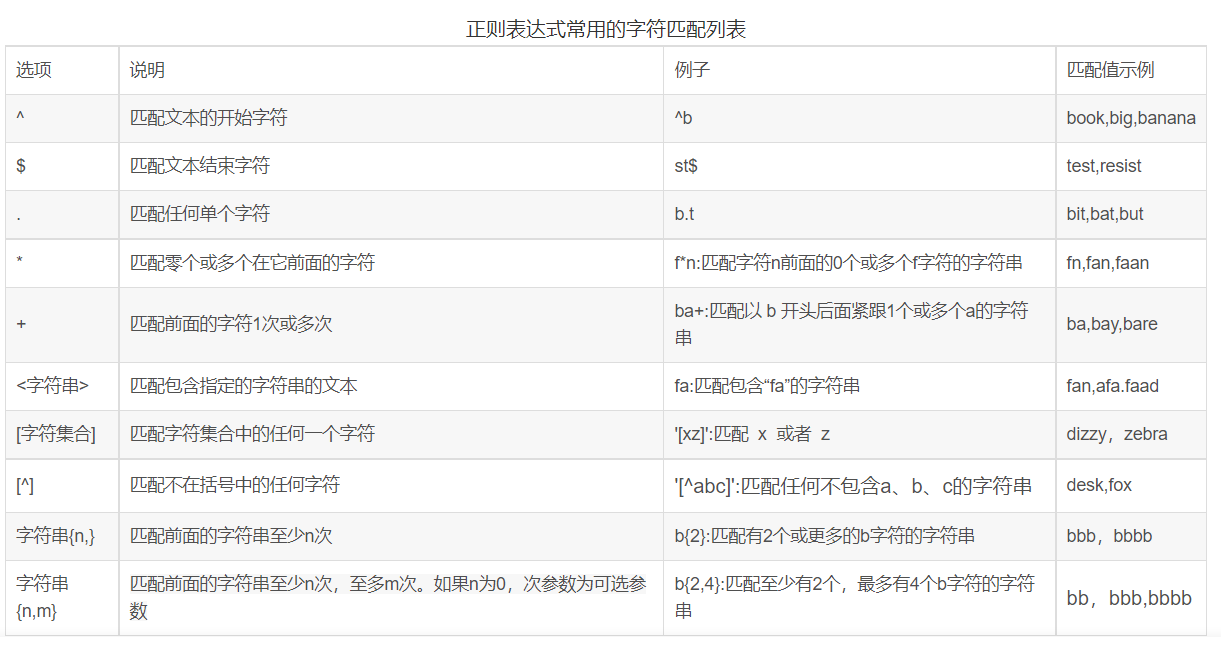 正则表达式常用的字符匹配列表
选项 说明 例子 匹配值示例
^ 匹配文本的开始字符 ^b book,big,banana
$ 匹配文本结束字符 st$ test,resist
. 匹配任何单个字符 b.t bit,bat,but
* 匹配零个或多个在它前面的字符 f*n:匹配字符n前面的0个或多个f字符的字符串 fn,fan,faan
+ 匹配前面的字符1次或多次 ba+:匹配以 b 开头后面紧跟1个或多个a的字符
串 ba,bay,bare
<字符串> 匹配包含指定的字符串的文本 fa:匹配包含“fa”的字符串 fan,afa.faad
[字符集合] 匹配字符集合中的任何一个字符 '[xz]':匹配 x 或者 z dizzy，zebra
[^] 匹配不在括号中的任何字符 '[^abc]':匹配任何不包含a、b、c的字符串 desk,fox
字符串{n,} 匹配前面的字符串至少n次 b{2}:匹配有2个或更多的b字符的字符串 bbb，bbbb
字符串
{n,m} 匹配前面的字符串至少n次，至多m次。如果n为0，次参数为可选参
数 b{2,4}:匹配至少有2个，最多有4个b字符的字符
串 bb，bbb,bbbb